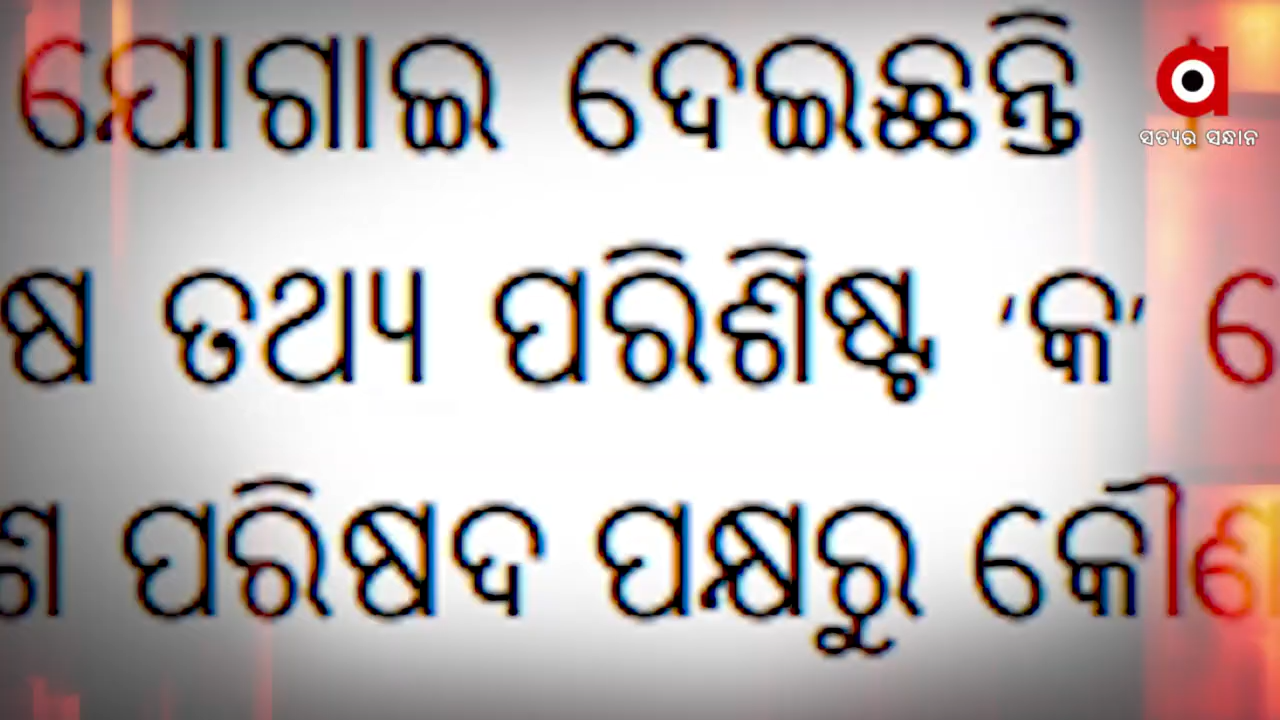 ଯୋଗାଇ ଦେଇଛନ୍ତି
ସତ୍ୟର ସନ୍ଧାନ
ତଥ୍ୟ ପରିଶିଷ୍ଟ ‘କ’
ପରିଷଦ ପକ୍ଷରୁ